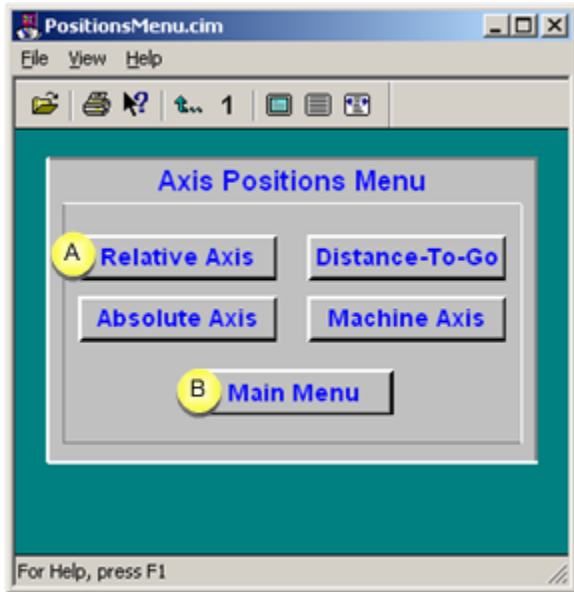 PositionsMenu.cim
File View Help
1
Axis Positions Menu
A Relative Axis Distance-To-Go
Absolute Axis Machine Axis
B Main Menu
For Help, press F1